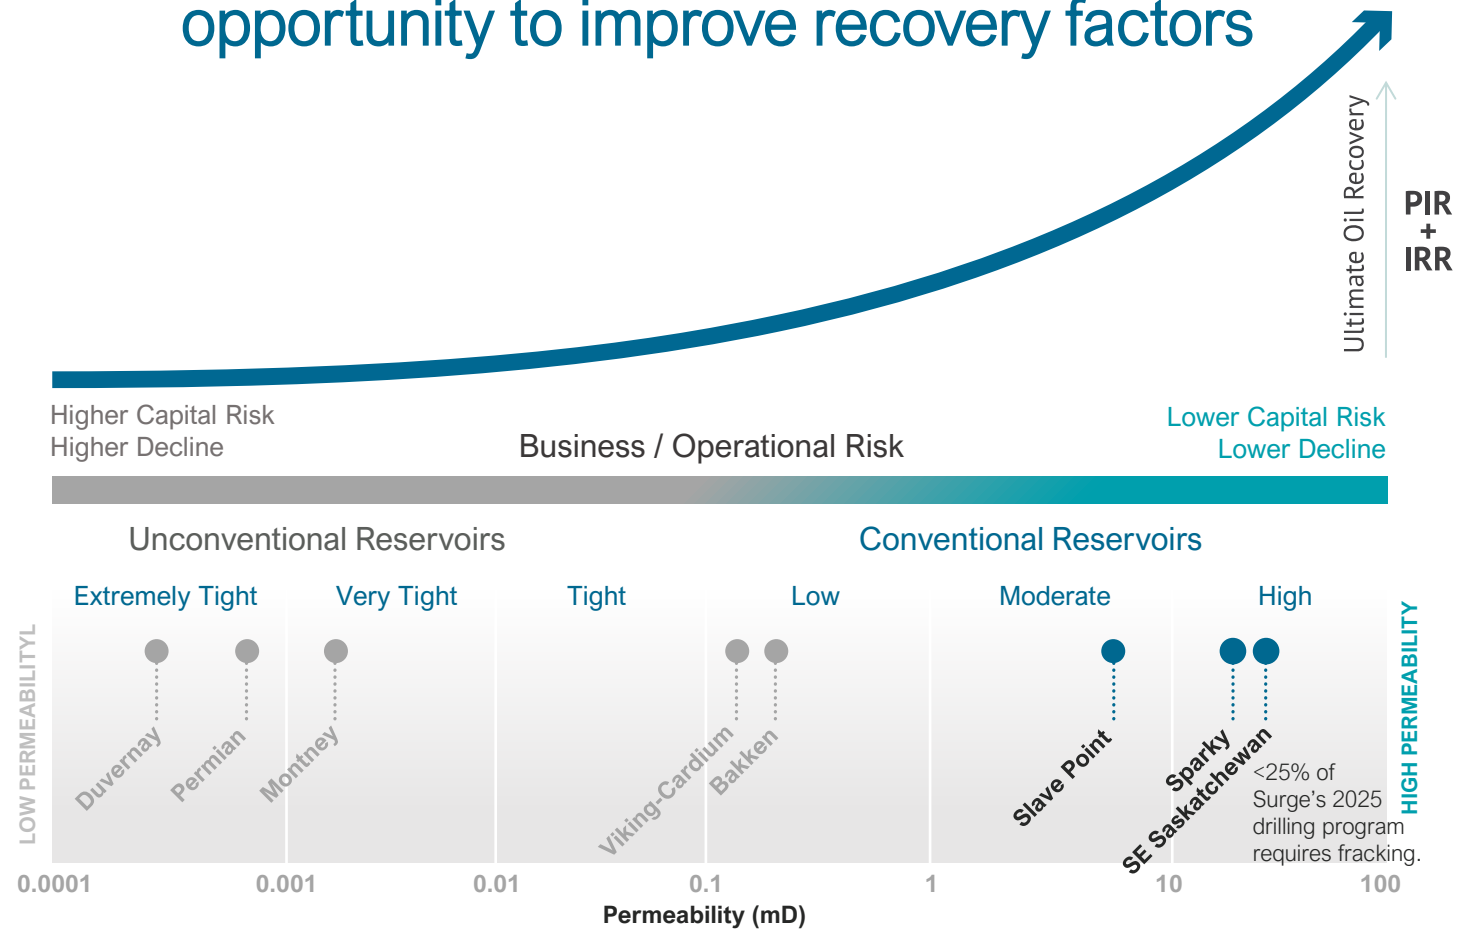 opportunity to improve recovery factors
Ultimate Oil Recovery
PIR
+
IRR
Higher Capital Risk
Higher Decline
Business / Operational Risk
Lower Capital Risk
Lower Decline
Unconventional Reservoirs
Conventional Reservoirs
Extremely Tight
Very Tight
Tight
Low
Moderate
High
LOW PERMEABILITYL
HIGH PERMEABILITY
Duvernay
Permian
Montney
Viking-Cardium
Bakken
Slave Point
Sparky
SE Saskatchewan
<25% of
Surge’s 2025
drilling program
requires fracking.
0.0001
0.001
0.01
0.1
1
10
100
Permeability (mD)